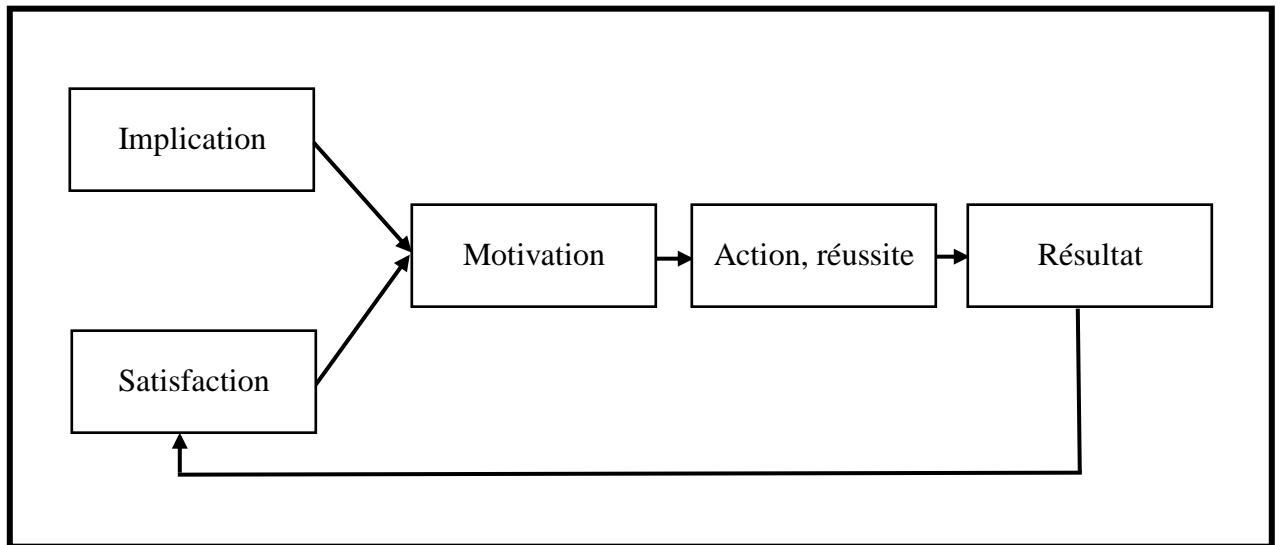 Implication
Motivation
Action, réussite
Résultat
Satisfaction